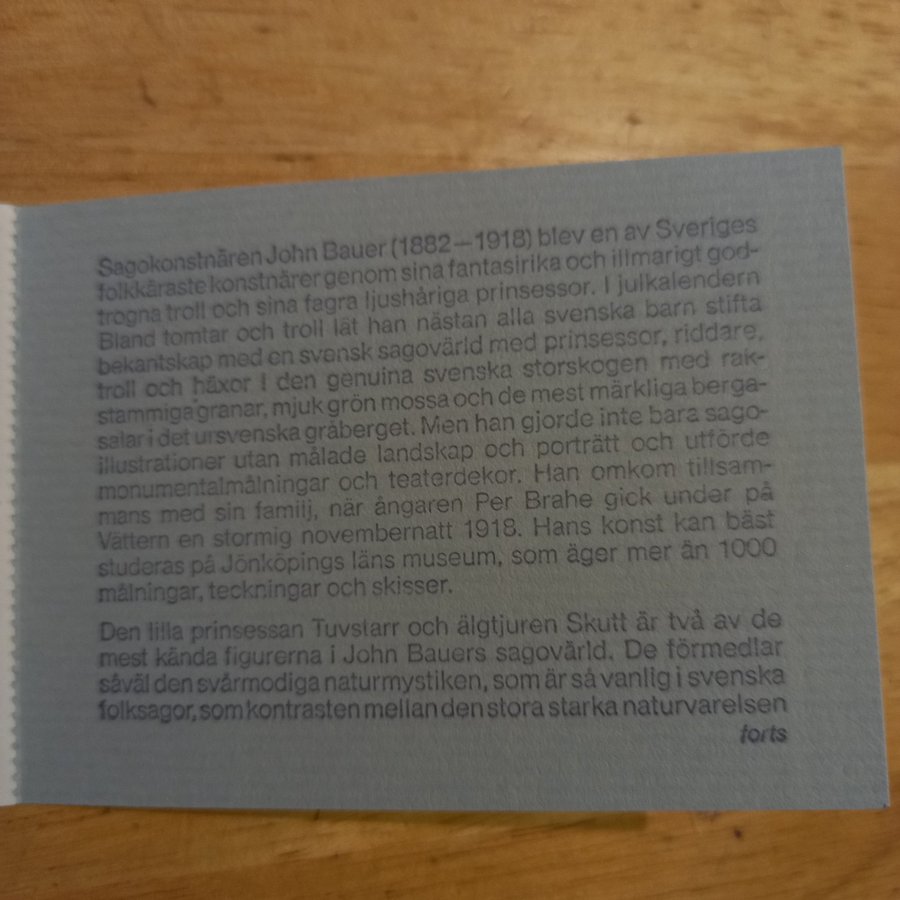 Sagokonstnären John Bauer (1882–1918) blev en av Sveriges
folkkäraste konstnärer genom sina fantasirika och illmarigt god-
trogna troll och sina fagra ljushåriga prinsessor. I julkalendern
Bland tomtar och troll lät han nästan alla svenska barn stifta
bekantskap med en svensk sagovärld med prinsessor, riddare,
troll och häxor i den genuina svenska storskogen med rak-
stammiga granar, mjuk grön mossa och de mest märkliga berga-
salar i det ursvenska gråberget. Men han gjorde inte bara sago-
illustrationer utan målade landskap och porträtt och utförde
monumentalmålningar och teaterdekor. Han omkom tillsam-
mans med sin familj, när ångaren Per Brahe gick under på
Vättern en stormig novembernatt 1918. Hans konst kan bäst
studeras på Jönköpings läns museum, som äger mer än 1000
målningar, teckningar och skisser.
Den lilla prinsessan Tuvstarr och älgtjuren Skutt är två av de
mest kända figurerna i John Bauers sagovärld. De förmedlar
såväl den svårmodiga naturmystiken, som är så vanlig i svenska
folksagor, som kontrasten mellan den stora starka naturvarelsen
forts